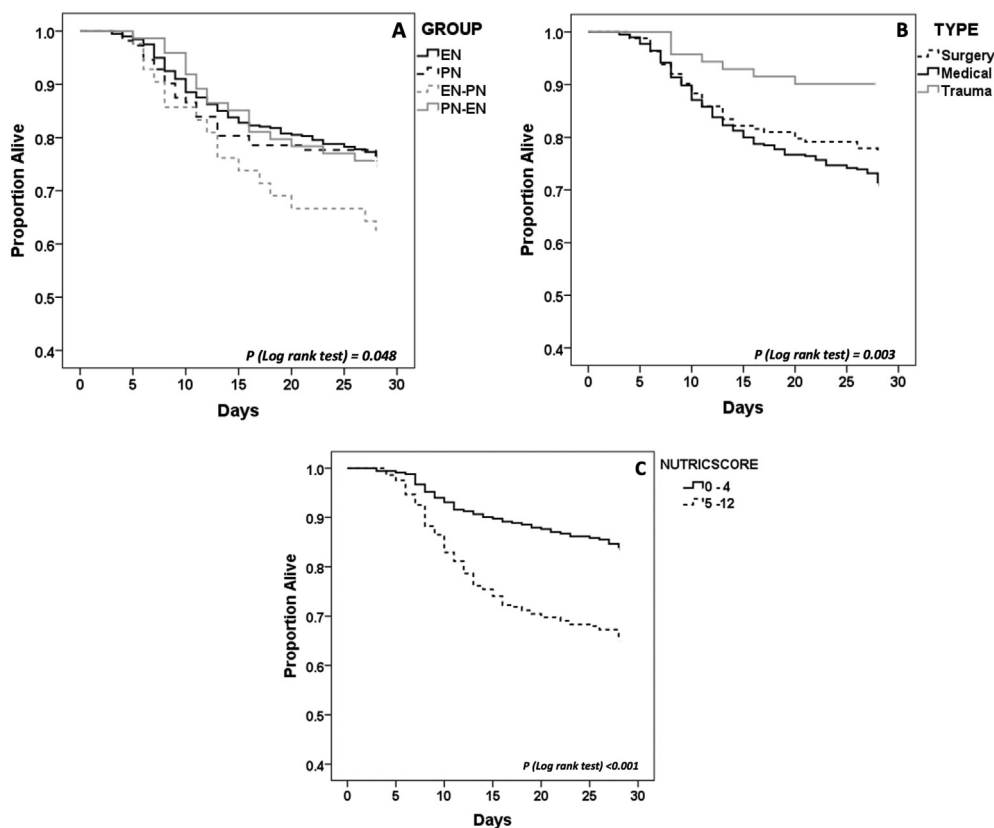 A
GROUP
EN
PN
EN-PN
PN-EN
Proportion Alive
1.0
0.9
0.8
0.7
0.6
0.5
0.4
P (Log rank test) = 0.048
0 5 10 15 20 25 30
Days
B
TYPE
Surgery
Medical
Trauma
Proportion Alive
1.0
0.9
0.8
0.7
0.6
0.5
0.4
P (Log rank test) = 0.003
0 5 10 15 20 25 30
Days
C
NUTRICSCORE
0 - 4
5 -12
Proportion Alive
1.0
0.9
0.8
0.7
0.6
0.5
0.4
P (Log rank test) <0.001
0 5 10 15 20 25 30
Days